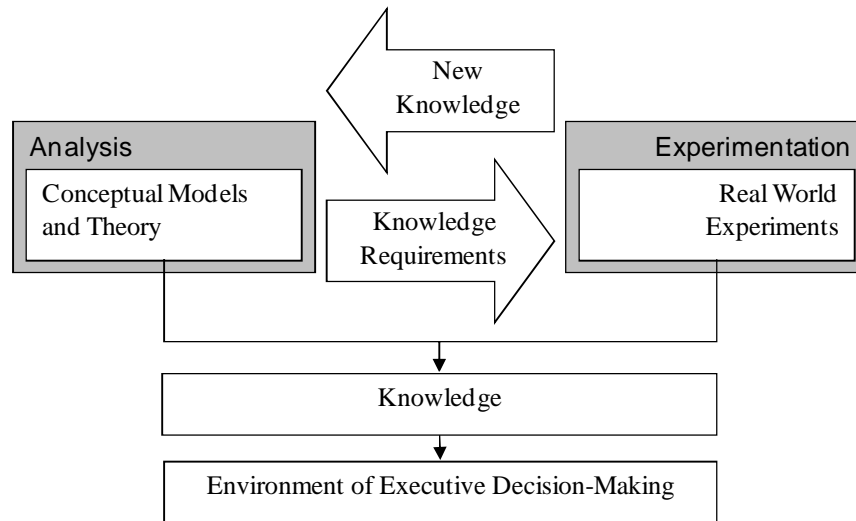 New
Knowledge
Analysis
Conceptual Models
and Theory
Knowledge
Requirements
Experimentation
Real World
Experiments
Knowledge
Environment of Executive Decision-Making